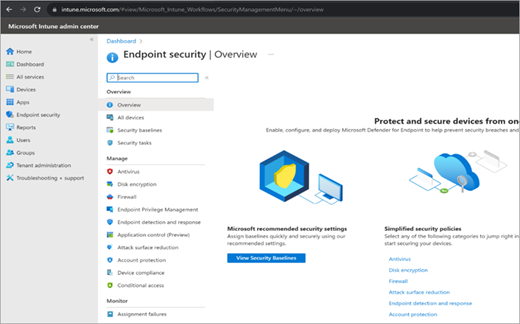 intune.microsoft.com/#view/Microsoft_Intune_Workflows/SecurityManagementMenu/~/overview
Microsoft Intune admin center
Home
Dashboard
All services
Devices
Apps
Endpoint security
Reports
Users
Groups
Tenant administration
Troubleshooting + support
Dashboard
Endpoint security | Overview
Search
Overview
Overview
All devices
Security baselines
Security tasks
Manage
Antivirus
Disk encryption
Firewall
Endpoint Privilege Management
Endpoint detection and response
Application control (Preview)
Attack surface reduction
Account protection
Device compliance
Conditional access
Monitor
Assignment failures
Protect and secure devices from on
Enable, configure, and deploy Microsoft Defender for Endpoint to help prevent security breaches and
Microsoft recommended security settings
Assign baselines quickly and securely using our
recommended settings.
View Security Baselines
Simplified security policies
Select any of the following categories to jump right in
start securing your devices.
Antivirus
Disk encryption
Firewall
Attack surface reduction
Endpoint detection and response
Account protection